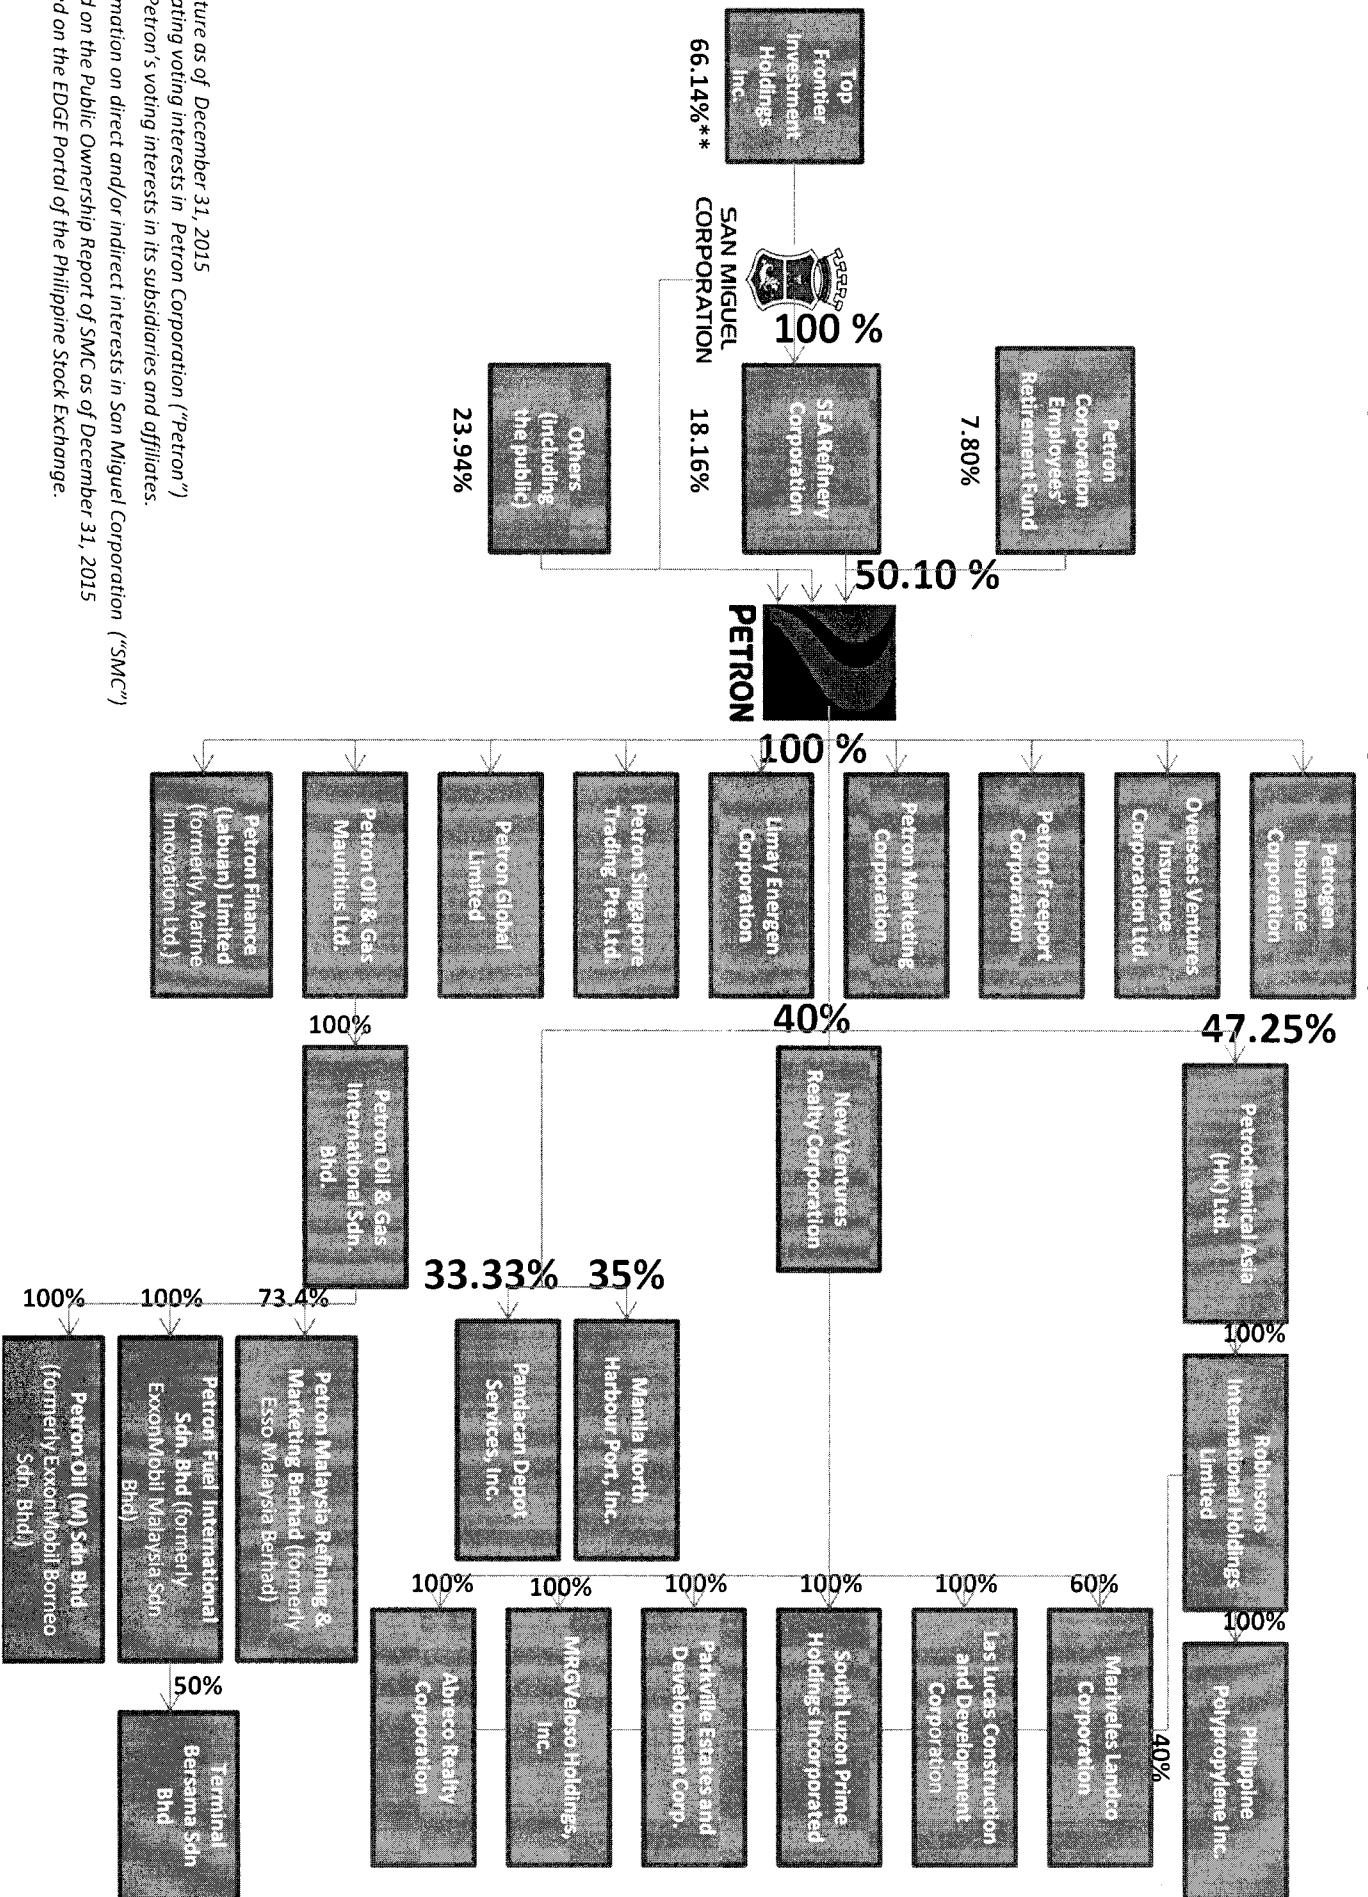 Top
Frontier
Investment
Holdings
Inc.
66.14%**
SAN MIGUEL
CORPORATION
100 %
Petron
Corporation
Employees'
Retirement Fund
7.80%
SEA Refinery
Corporation
18.16%
Others
(including
the public)
23.94%
50.10 %
PETRON
100 %
Petrogen
Insurance
Corporation
Overseas Ventures
Insurance
Corporation Ltd.
Petron Freeport
Corporation
Petron Marketing
Corporation
Limay Energen
Corporation
Petron Singapore
Trading Pte. Ltd.
Petron Global
Limited
Petron Oil & Gas
Mauritius Ltd.
Petron Finance
(Labuan) Limited
(formerly Marine
Innovation Ltd.)
47.25%
40%
100%
Petrochemical Asia
(HK) Ltd.
New Ventures
Realty Corporation
Petron Oil & Gas
International Sdn.
Bhd.
100%
Robinsons
International Holdings
Limited
100%
Philippine
Polypropylene Inc.
35%
33.33%
Manila North
Harbour Port, Inc.
Pandacan Depot
Services, Inc.
73.4%
100%
100%
Petron Malaysia Refining &
Marketing Berhad (formerly
Esso Malaysia Berhad)
Petron Fuel International
Sdn. Bhd (formerly
ExxonMobil Malaysia Sdn
Bhd)
Petron Oil (M) Sdn Bhd
(formerly ExxonMobil Borneo
Sdn. Bhd.)
50%
Terminal
Bersama Sdn
Bhd
60%
40%
100%
100%
100%
100%
100%
Mariveles Landco
Corporation
Las Lucas Construction
and Development
Corporation
South Luzon Prime
Holdings Incorporated
Parkville Estates and
Development Corp.
MRGVeloso Holdings,
Inc.
Abreco Realty
Corporation
ture as of December 31, 2015
ating voting interests in Petron Corporation ("Petron")
Petron's voting interests in its subsidiaries and affiliates.
mation on direct and/or indirect interests in San Miguel Corporation ("SMC")
d on the Public Ownership Report of SMC as of December 31, 2015
ed on the EDGE Portal of the Philippine Stock Exchange.